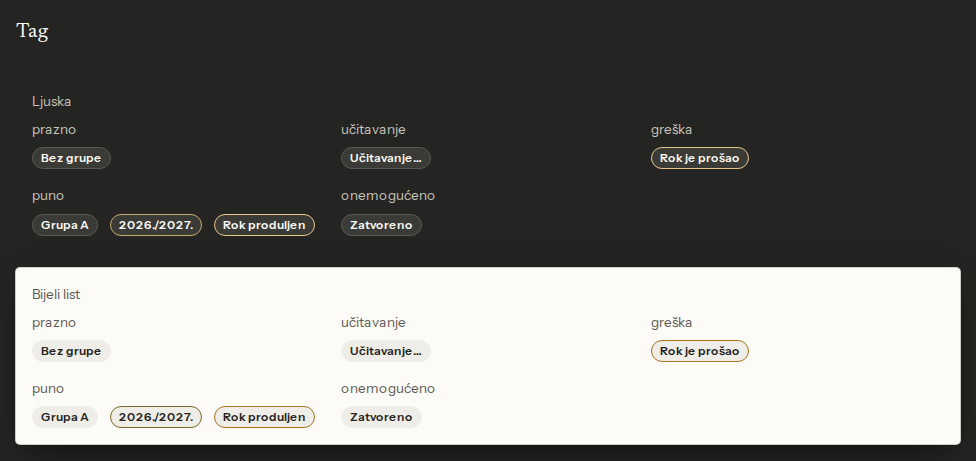 Tag
Ljuska
prazno učitavanje greška
Bez grupe Učitavanje... Rok je prošao
puno onemogućeno
Grupa A 2026./2027. Rok produljen Zatvoreno
Bijeli list
prazno učitavanje greška
Bez grupe Učitavanje... Rok je prošao
puno onemogućeno
Grupa A 2026./2027. Rok produljen Zatvoreno